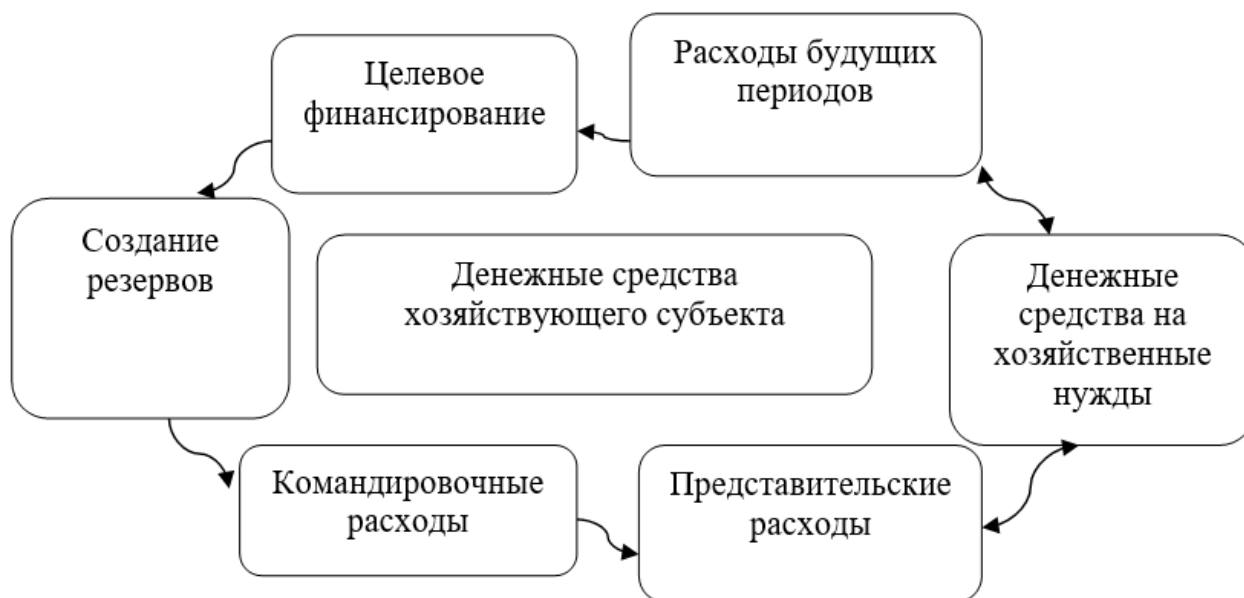 Целевое
финансирование
Расходы будущих
периодов
Создание
резервов
Денежные средства
хозяйствующего субъекта
Денежные
средства на
хозяйственные
нужды
Командировочные
расходы
Представительские
расходы